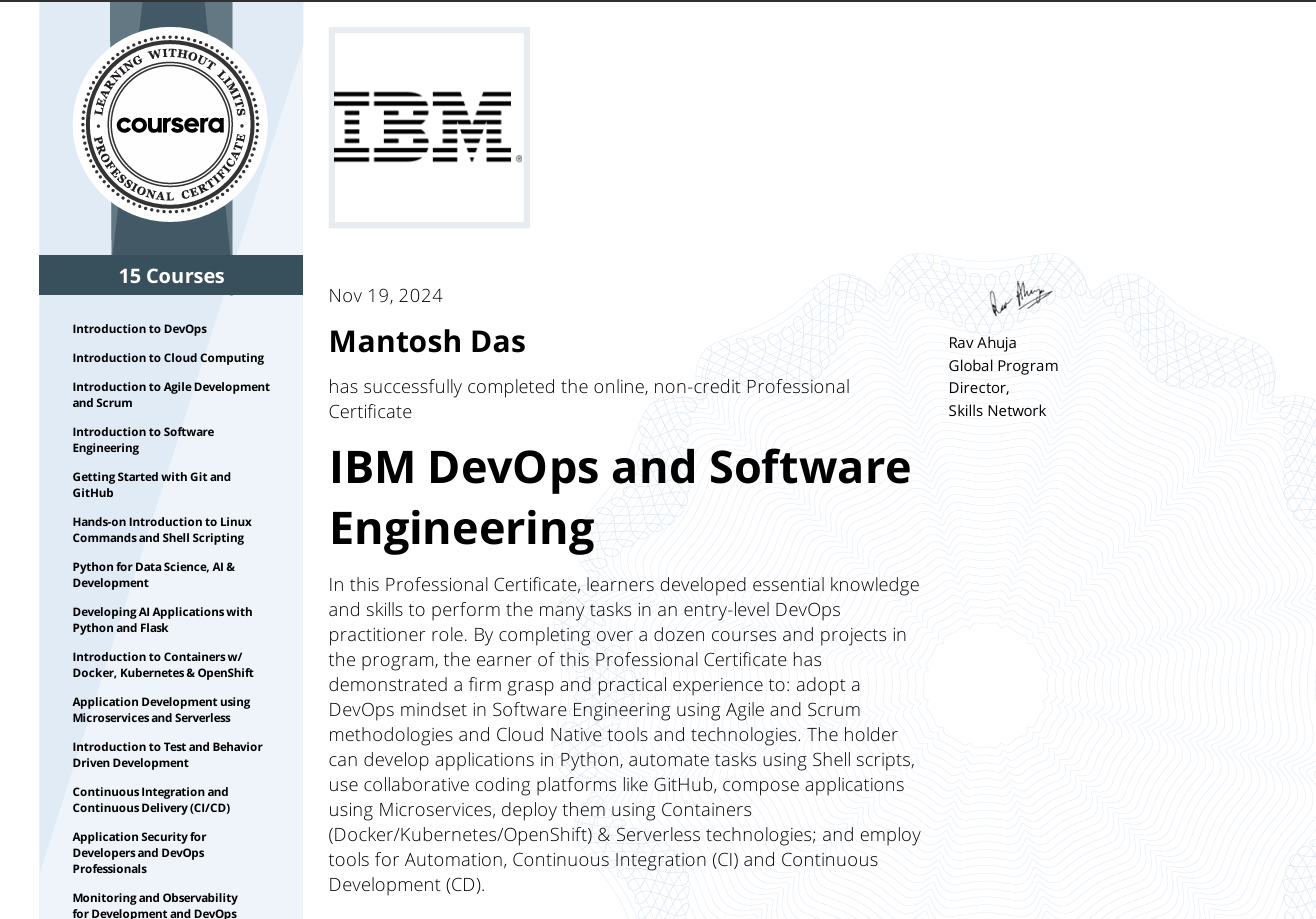 LEARNING WITHOUT LIMITS
coursera
PROFESSIONAL CERTIFICATE
15 Courses
Introduction to DevOps
Introduction to Cloud Computing
Introduction to Agile Development
and Scrum
Introduction to Software
Engineering
Getting Started with Git and
GitHub
Hands-on Introduction to Linux
Commands and Shell Scripting
Python for Data Science, AI &
Development
Developing AI Applications with
Python and Flask
Introduction to Containers w/
Docker, Kubernetes & OpenShift
Application Development using
Microservices and Serverless
Introduction to Test and Behavior
Driven Development
Continuous Integration and
Continuous Delivery (CI/CD)
Application Security for
Developers and DevOps
Professionals
Monitoring and Observability
for Development and DevOps
IBM®
Nov 19, 2024
Mantosh Das
has successfully completed the online, non-credit Professional
Certificate
IBM DevOps and Software
Engineering
In this Professional Certificate, learners developed essential knowledge
and skills to perform the many tasks in an entry-level DevOps
practitioner role. By completing over a dozen courses and projects in
the program, the earner of this Professional Certificate has
demonstrated a firm grasp and practical experience to: adopt a
DevOps mindset in Software Engineering using Agile and Scrum
methodologies and Cloud Native tools and technologies. The holder
can develop applications in Python, automate tasks using Shell scripts,
use collaborative coding platforms like GitHub, compose applications
using Microservices, deploy them using Containers
(Docker/Kubernetes/OpenShift) & Serverless technologies; and employ
tools for Automation, Continuous Integration (CI) and Continuous
Development (CD).
Rav Ahuja
Rav Ahuja
Global Program
Director,
Skills Network